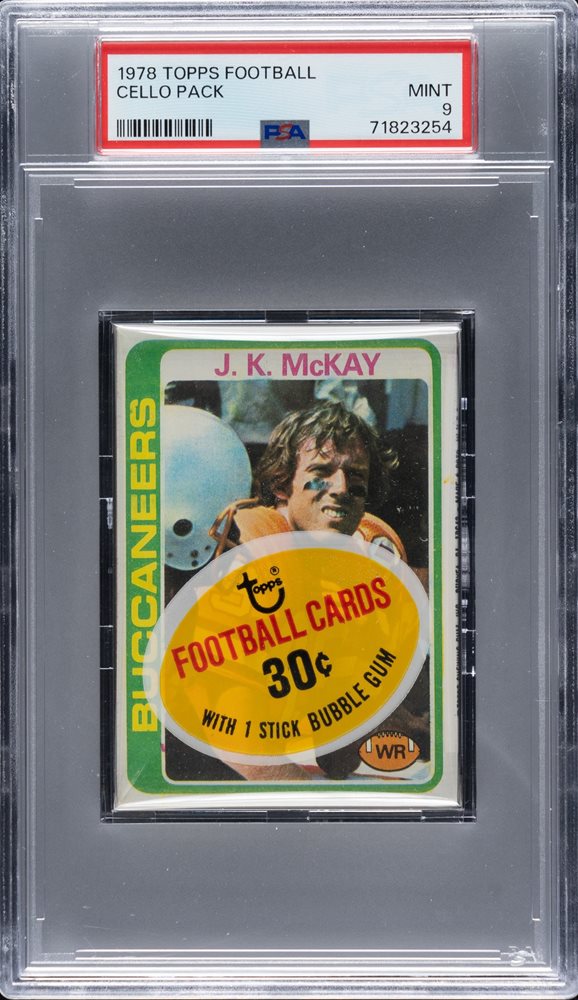 1978 TOPPS FOOTBALL
CELLO PACK
MINT
9
71823254
PSA
J. K. McKAY
BUCCANEERS
topps®
FOOTBALL CARDS
30¢
WITH 1 STICK BUBBLE GUM
WR